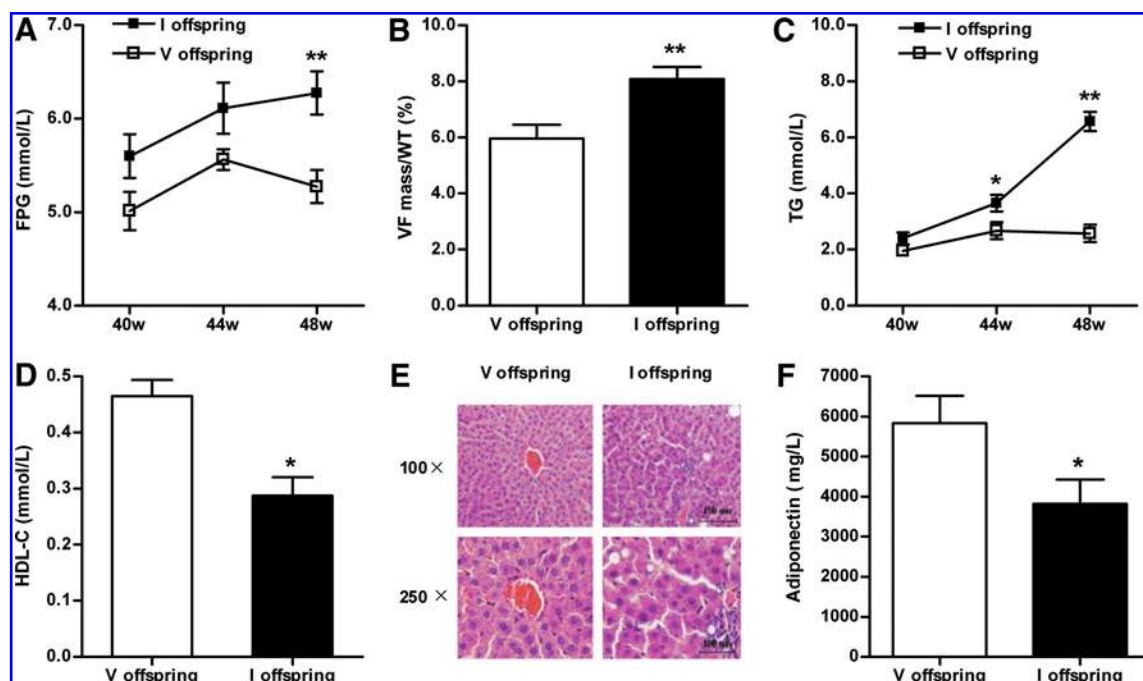 A
I offspring
V offspring
**
FPG (mmol/L)
7.0
6.0
5.0
4.0
40w
44w
48w
B
**
VF mass/WT (%)
10.0
8.0
6.0
4.0
2.0
0.0
V offspring
I offspring
C
I offspring
V offspring
*
**
TG (mmol/L)
10.0
8.0
6.0
4.0
2.0
0.0
40w
44w
48w
D
*
HDL-C (mmol/L)
0.5
0.4
0.3
0.2
0.1
0.0
V offspring
I offspring
E
V offspring
I offspring
100×
250×
F
*
Adiponectin ( mg/L)
7000
6000
5000
4000
3000
2000
1000
0
V offspring
I offspring